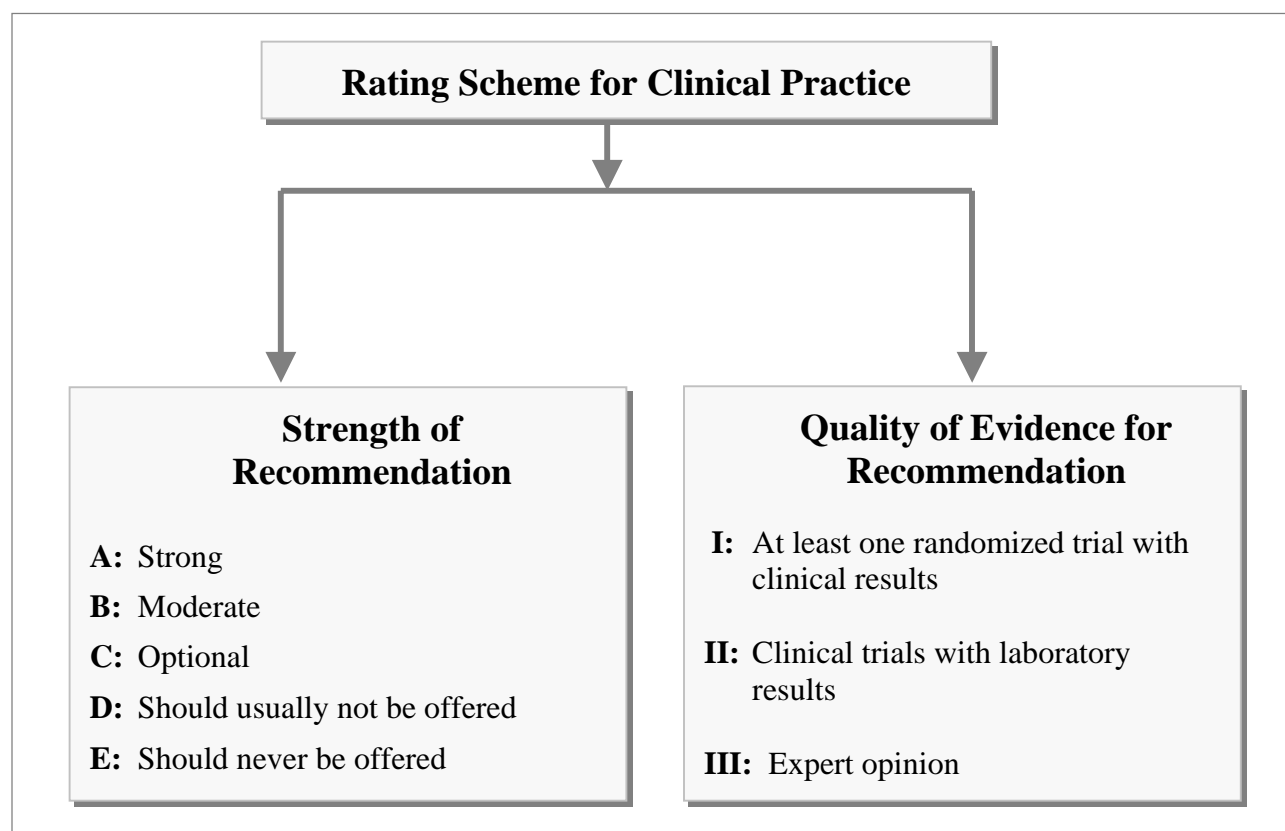 Rating Scheme for Clinical Practice
Strength of
Recommendation
A: Strong
B: Moderate
C: Optional
D: Should usually not be offered
E: Should never be offered
Quality of Evidence for
Recommendation
I: At least one randomized trial with
clinical results
II: Clinical trials with laboratory
results
III: Expert opinion